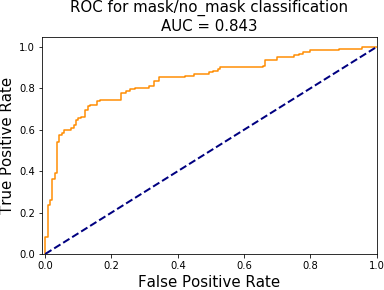 ROC for mask/no_mask classification
AUC = 0.843
True Positive Rate
1.0
0.8
0.6
0.4
0.2
0.0
0.0 0.2 0.4 0.6 0.8 1.0
False Positive Rate